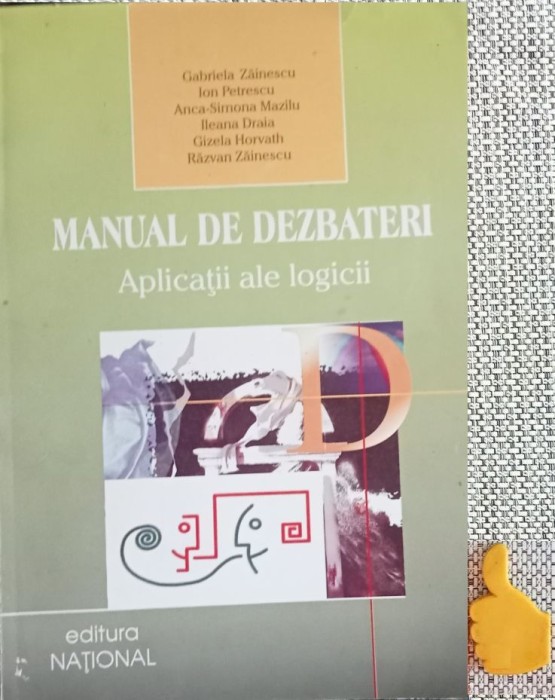 Gabriela Zăinescu
Ion Petrescu
Anca-Simona Mazilu
Ileana Draia
Gizela Horvath
Răzvan Zăinescu
MANUAL DE DEZBATERI
Aplicaţii ale logicii
D
editura
NAŢIONAL